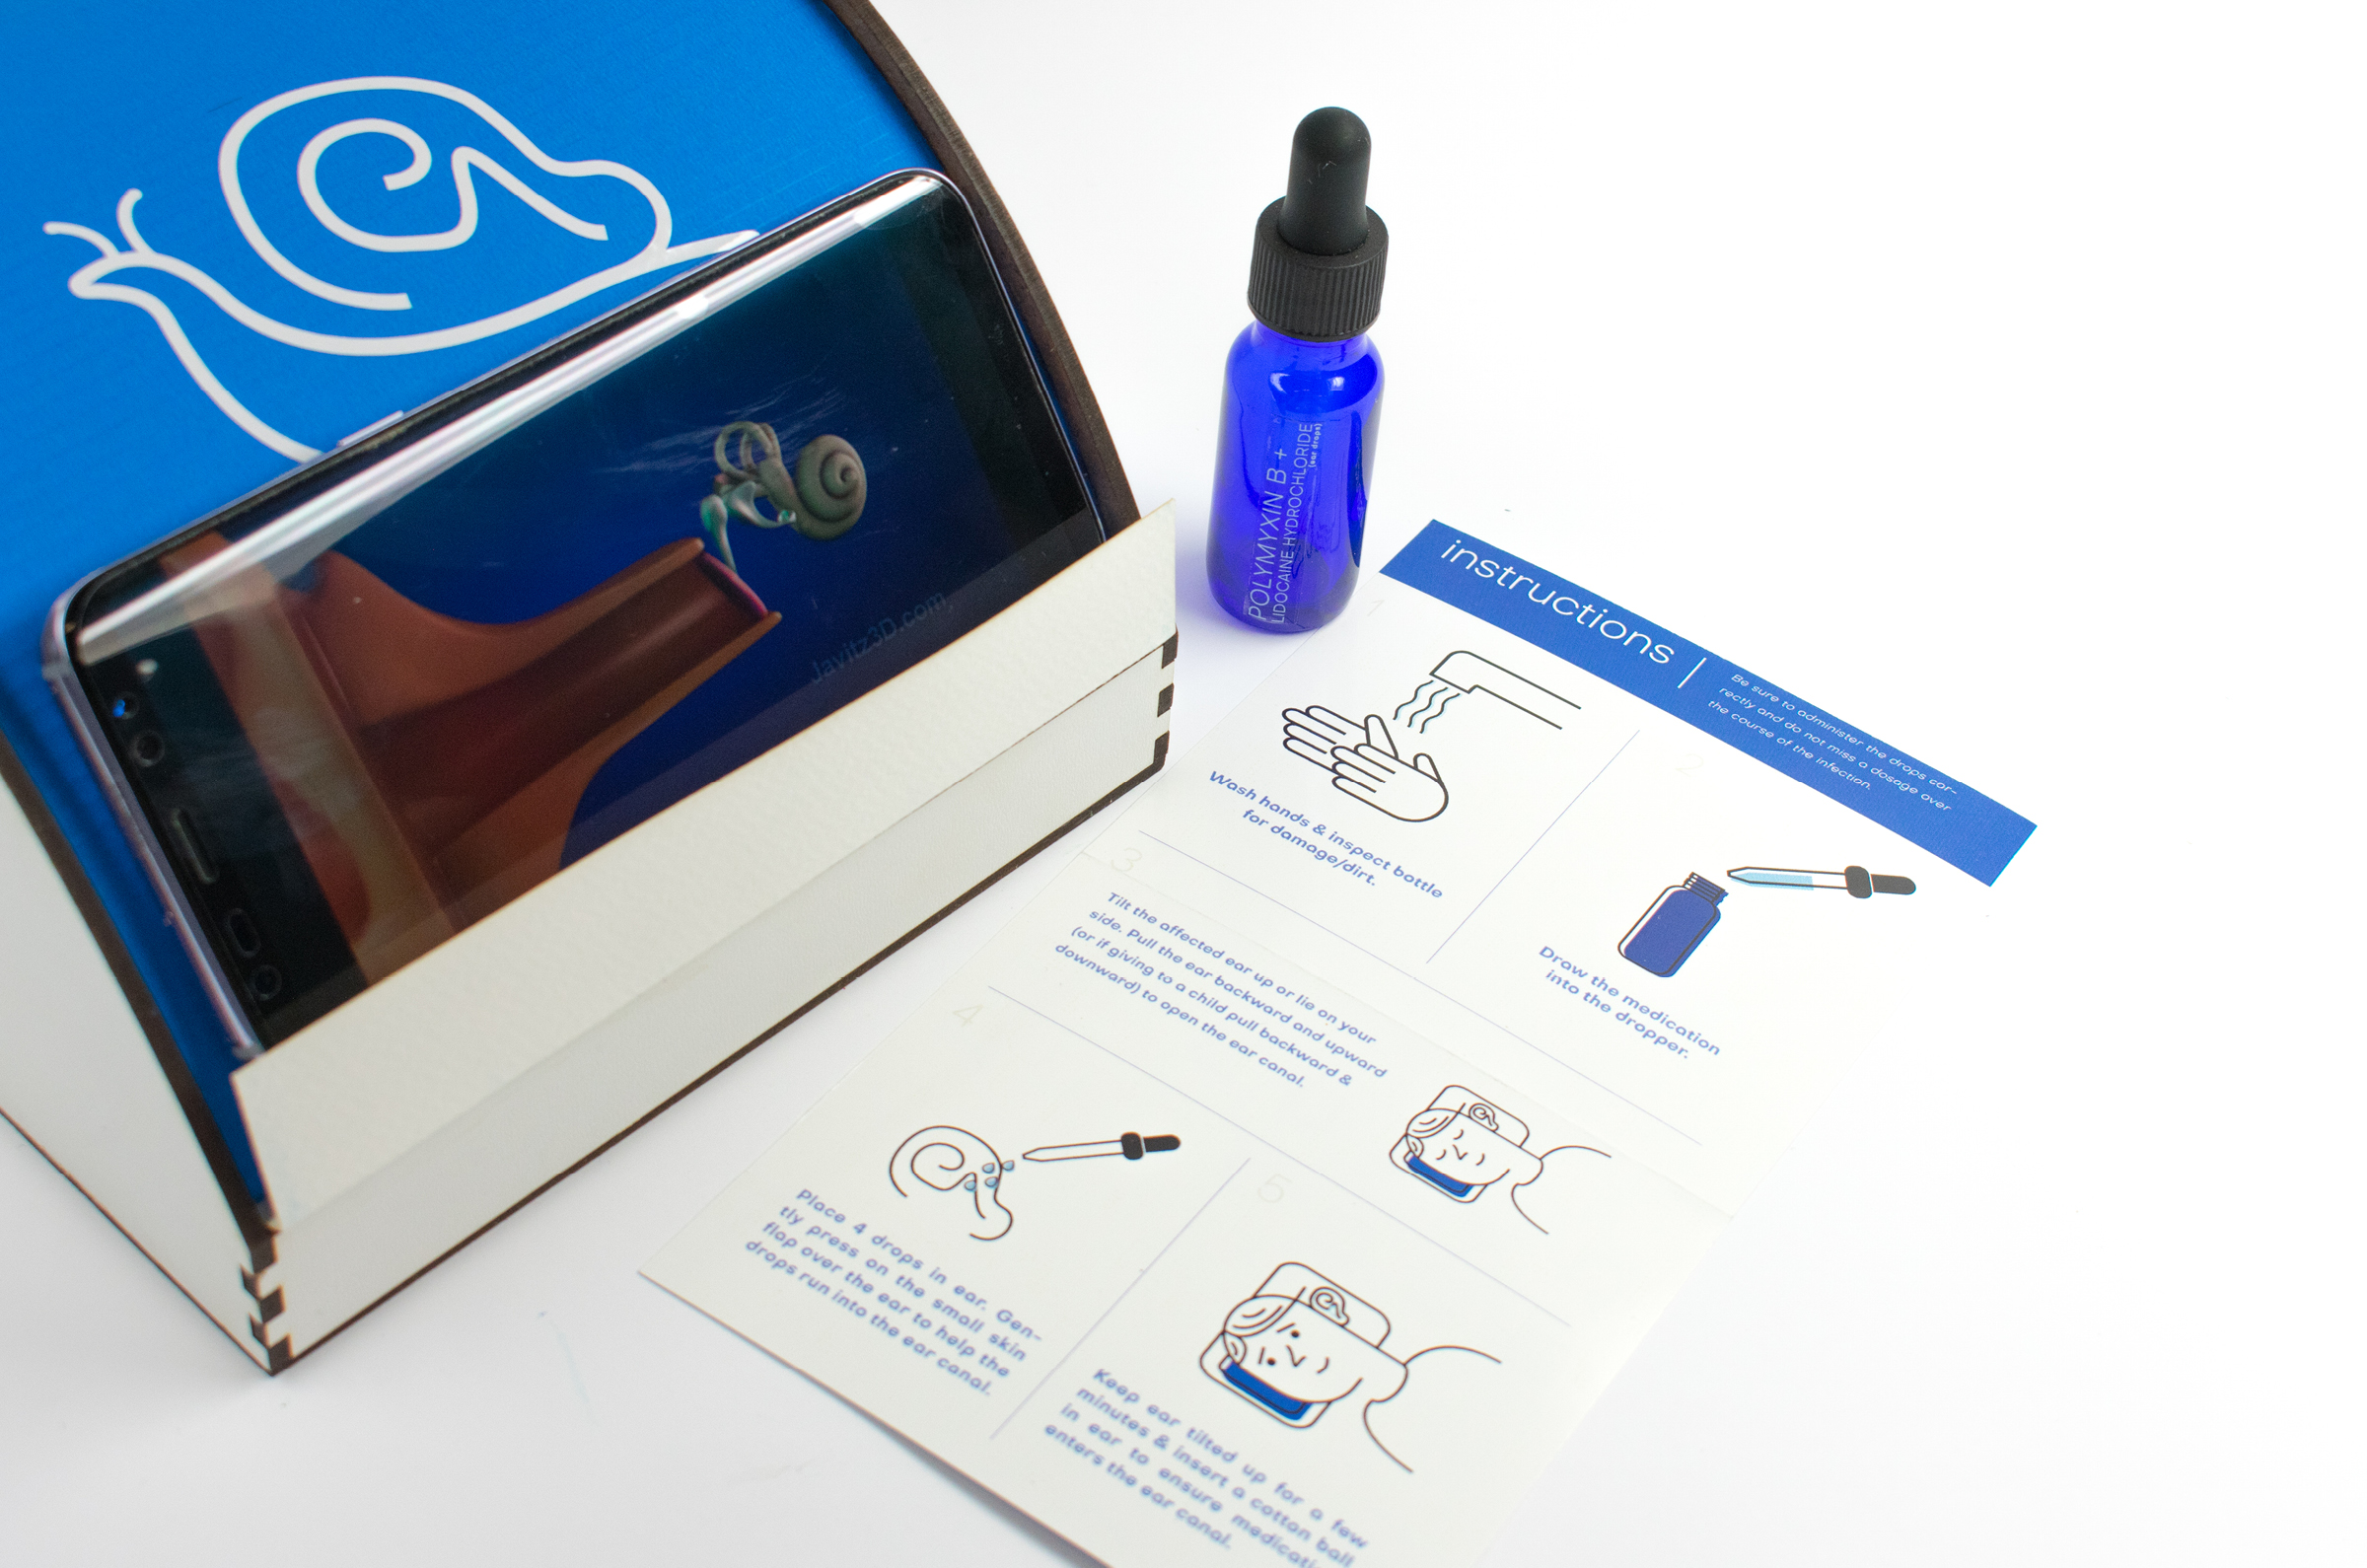 POLYMYXIN B +
LIDOCAINE HYDROCHLORIDE
(ear drops)
Javitz3D.com
instructions
Be sure to administer the drops cor-
rectly and do not miss a dosage over
the course of the infection.
1
Wash hands & inspect bottle
for damage/dirt.
2
Draw the medication
into the dropper.
3
Tilt the affected ear up or lie on your
side. Pull the ear backward and upward
(or if giving to a child pull backward &
downward) to open the ear canal.
4
Place 4 drops in ear. Gen-
tly press on the small skin
flap over the ear to help the
drops run into the ear canal.
5
Keep ear tilted up for a few
minutes & insert a cotton ball
in ear to ensure medicati
enters the ear canal.